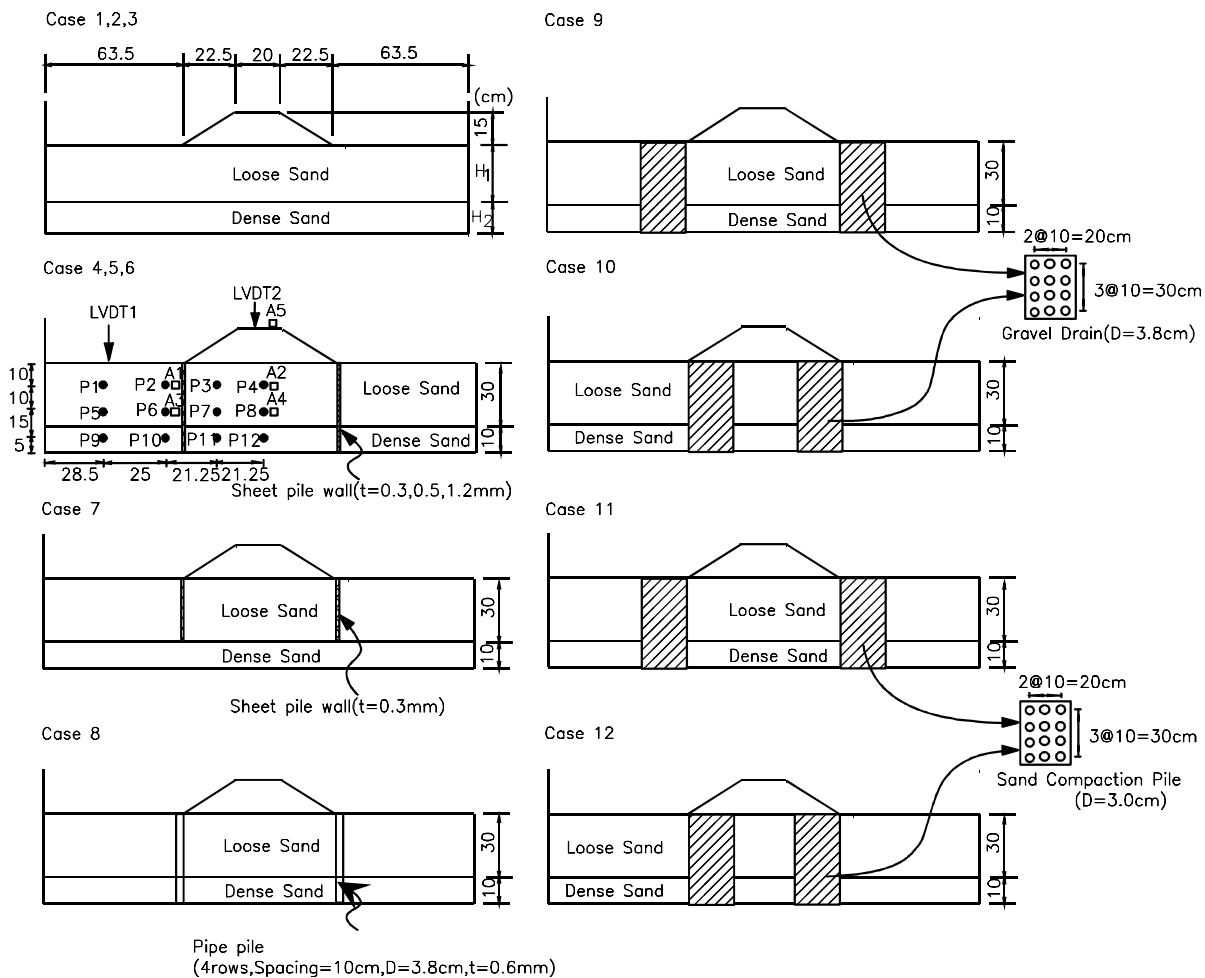 Case 1,2,3
63.5 22.5 20 22.5 63.5
(cm)
15
Loose Sand
H1
Dense Sand
H2
Case 4,5,6
LVDT1
LVDT2
A5
10
10
15
5
P1 P2 A1 P3 P4 A2
P5 P6 A3 P7 P8 A4
P9 P10 P11 P12
Loose Sand
Dense Sand
30
10
28.5 25 21.25 21.25
Sheet pile wall(t=0.3,0.5,1.2mm)
Case 7
Loose Sand
Dense Sand
30
10
Sheet pile wall(t=0.3mm)
Case 8
Loose Sand
Dense Sand
30
10
Pipe pile
(4rows,Spacing=10cm,D=3.8cm,t=0.6mm)
Case 9
Loose Sand
Dense Sand
30
10
2@10=20cm
3@10=30cm
Gravel Drain(D=3.8cm)
Case 10
Loose Sand
Dense Sand
30
10
Case 11
Loose Sand
Dense Sand
30
10
2@10=20cm
3@10=30cm
Sand Compaction Pile
(D=3.0cm)
Case 12
Loose Sand
Dense Sand
30
10